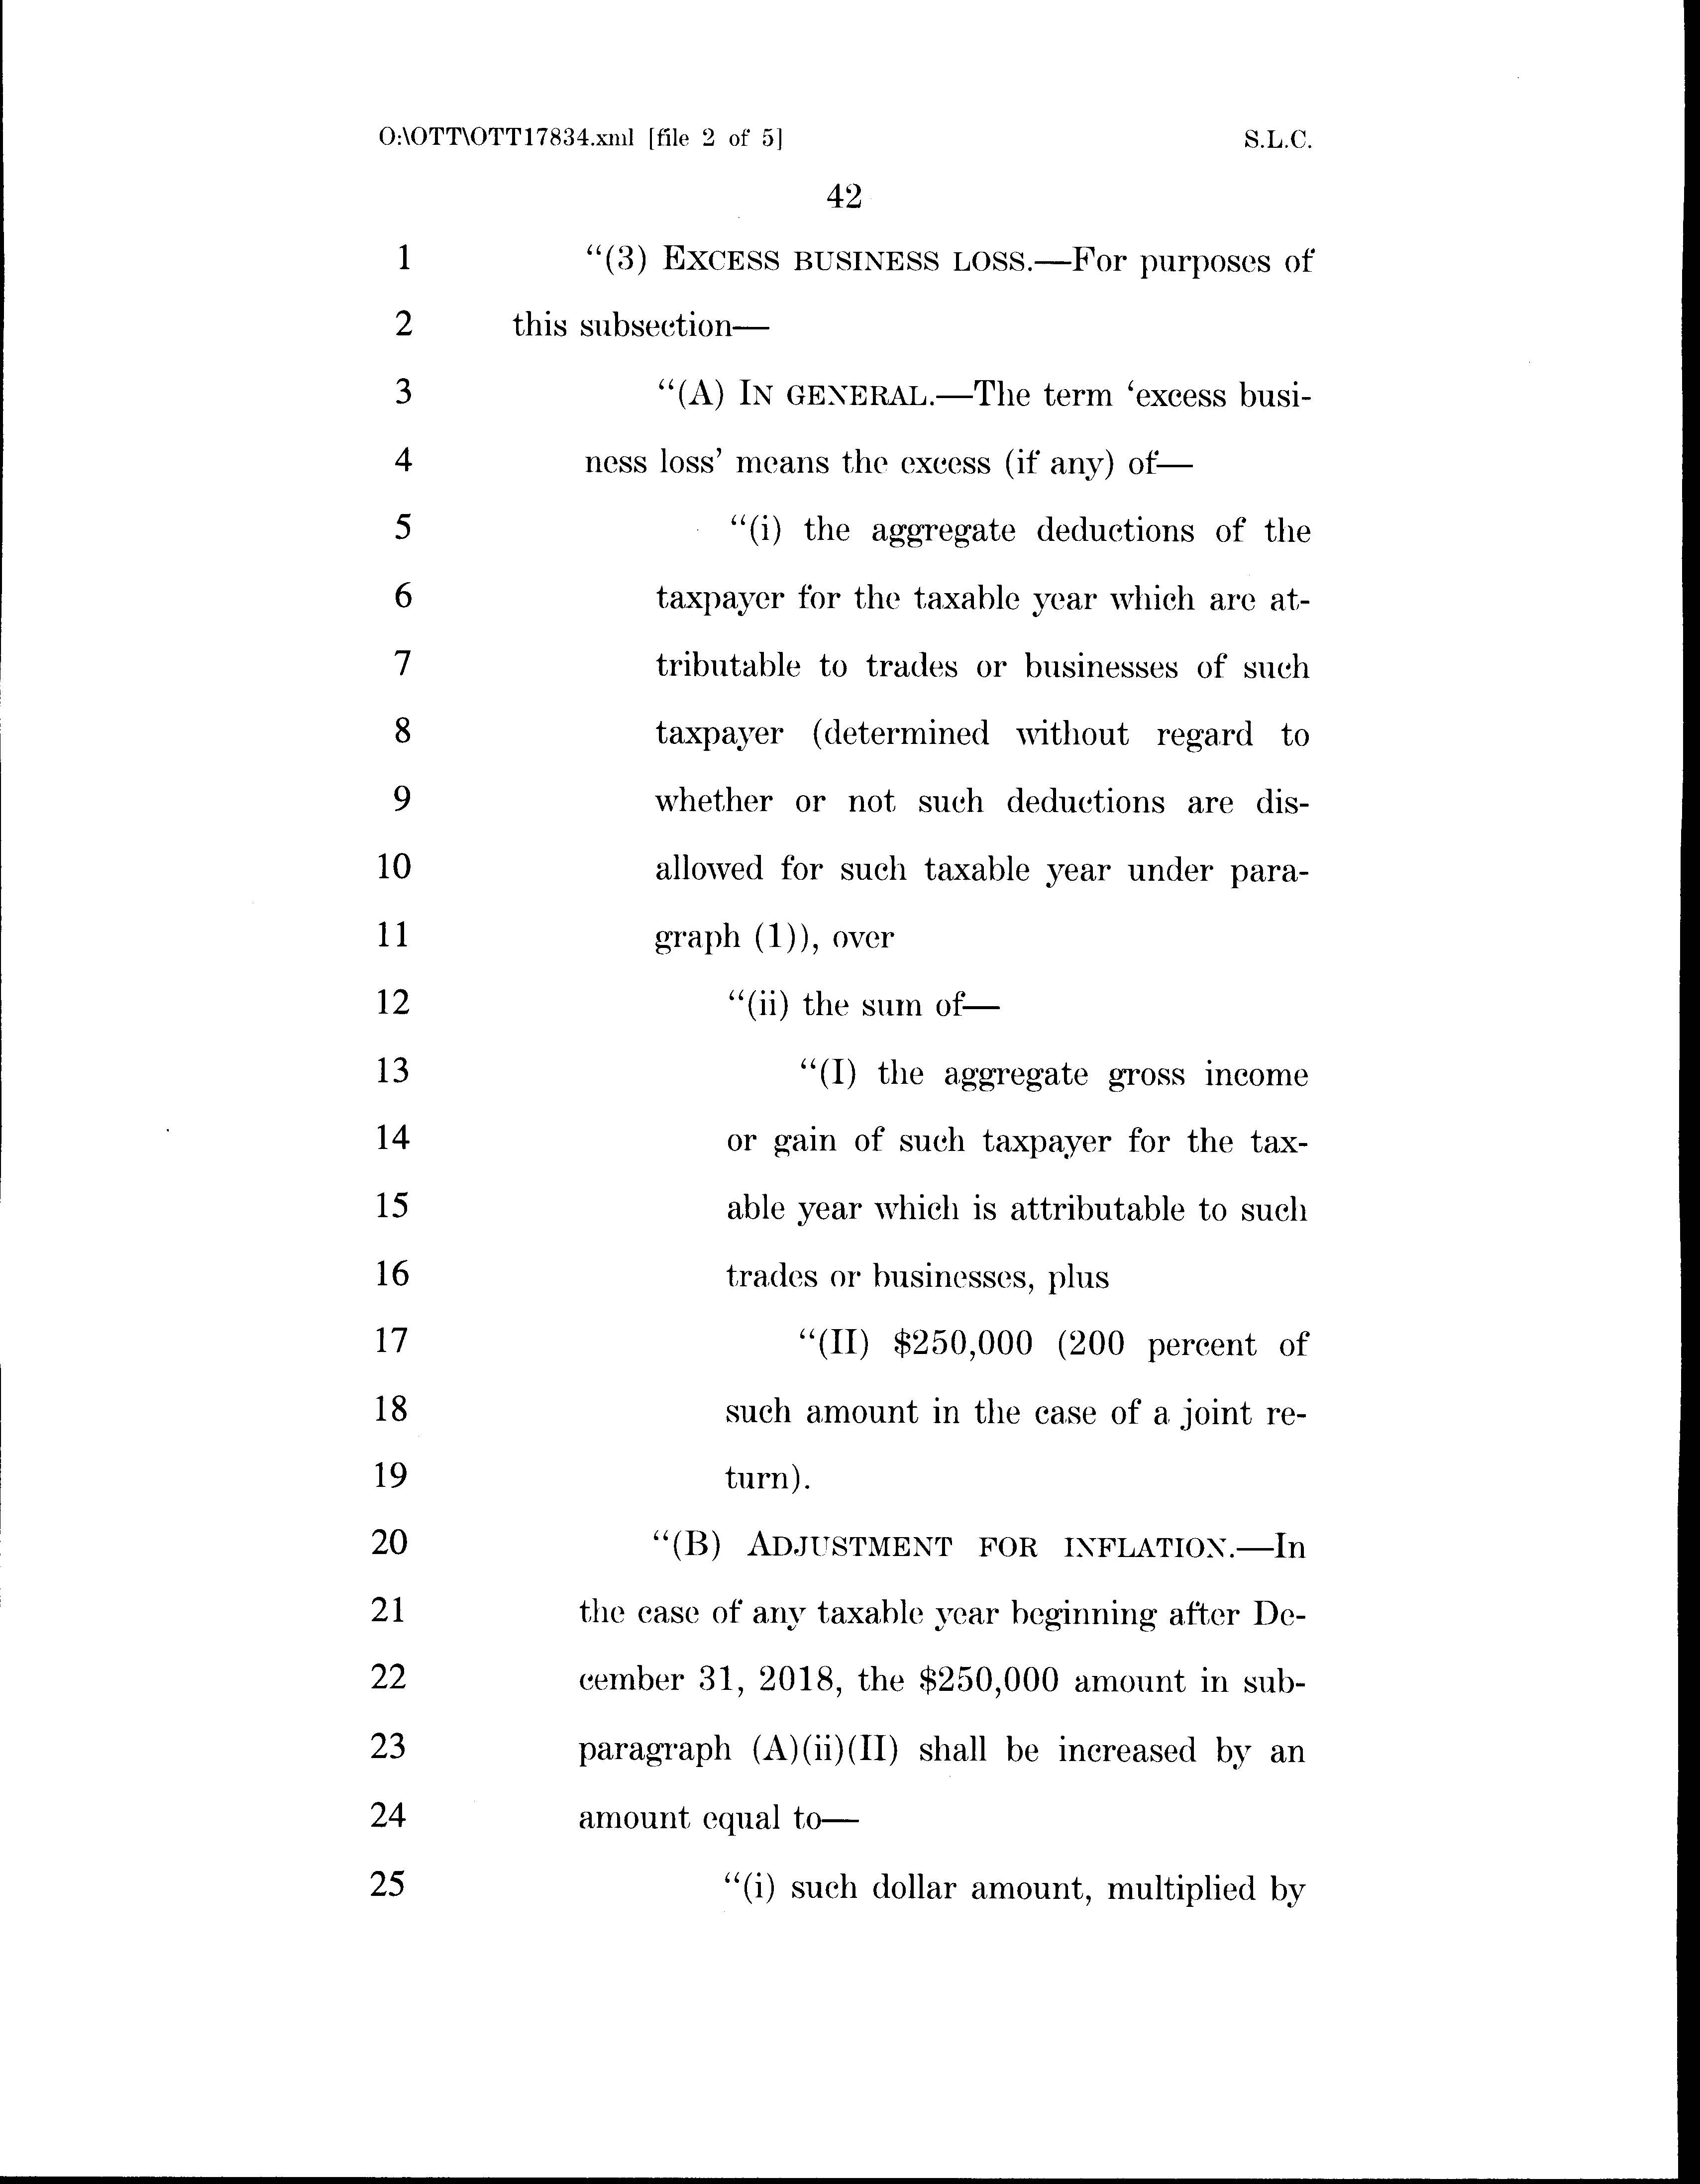 O:\OTT\OTT17834.xml [file 2 of 5] S.L.C.
42
1 “(3) EXCESS BUSINESS LOSS.—For purposes of
2 this subsection—
3 “(A) IN GENERAL.—The term ‘excess busi-
4 ness loss’ means the excess (if any) of—
5 “(i) the aggregate deductions of the
6 taxpayer for the taxable year which are at-
7 tributable to trades or businesses of such
8 taxpayer (determined without regard to
9 whether or not such deductions are dis-
10 allowed for such taxable year under para-
11 graph (1)), over
12 “(ii) the sum of—
13 “(I) the aggregate gross income
14 or gain of such taxpayer for the tax-
15 able year which is attributable to such
16 trades or businesses, plus
17 “(II) $250,000 (200 percent of
18 such amount in the case of a joint re-
19 turn).
20 “(B) ADJUSTMENT FOR INFLATION.—In
21 the case of any taxable year beginning after De-
22 cember 31, 2018, the $250,000 amount in sub-
23 paragraph (A)(ii)(II) shall be increased by an
24 amount equal to—
25 “(i) such dollar amount, multiplied by